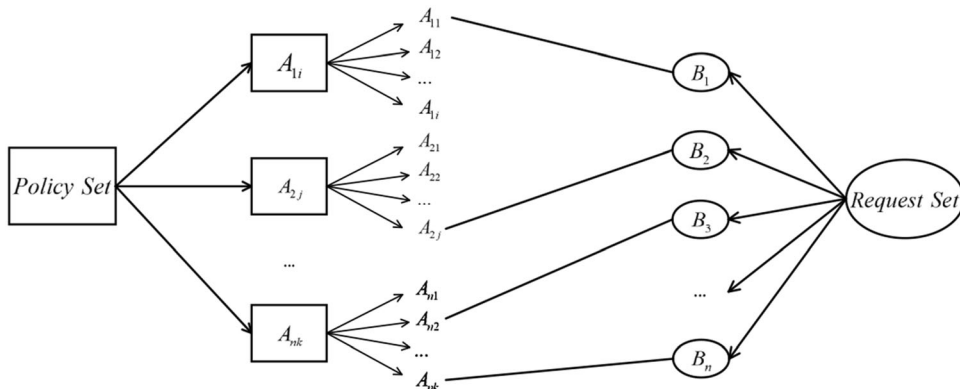 Policy Set
A1i
A11
A12
...
A1i
A2j
A21
A22
...
A2j
...
Ank
An1
An2
...
Ank
B1
B2
B3
...
Bn
Request Set